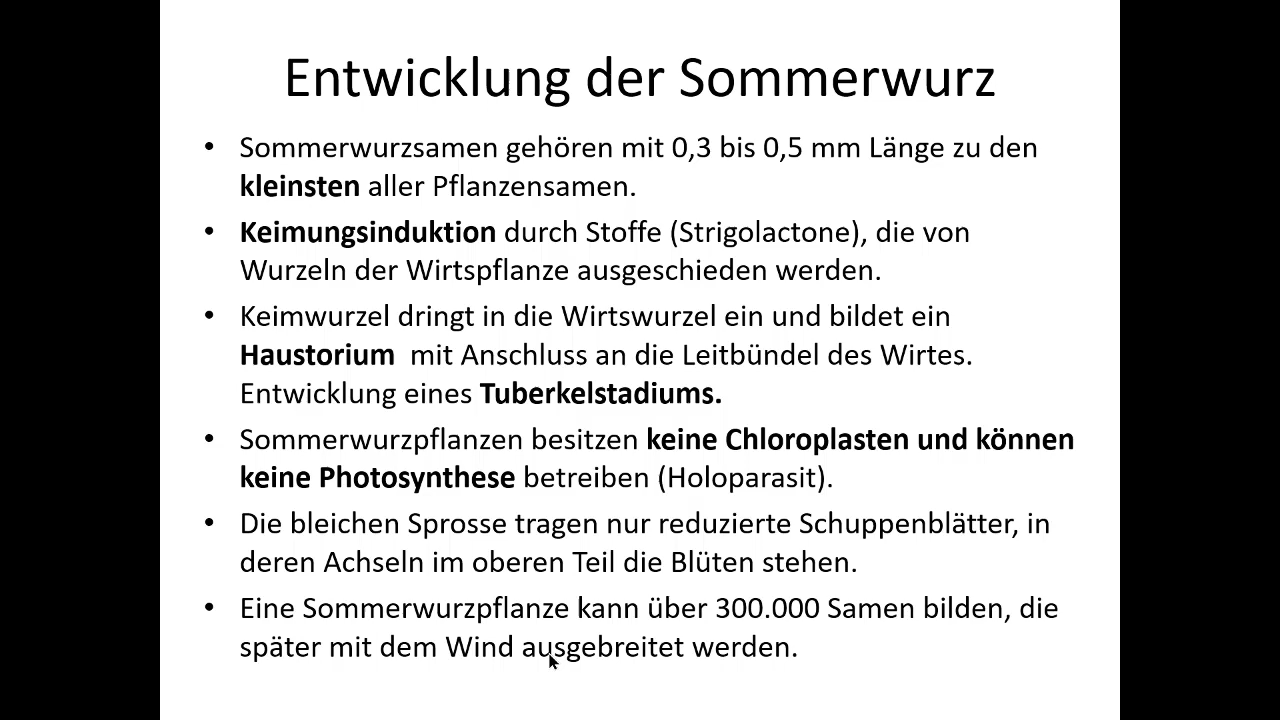 Entwicklung der Sommerwurz
• Sommerwurzsamen gehören mit 0,3 bis 0,5 mm Länge zu den
kleinsten aller Pflanzensamen.
• Keimungsinduktion durch Stoffe (Strigolactone), die von
Wurzeln der Wirtspflanze ausgeschieden werden.
• Keimwurzel dringt in die Wirtswurzel ein und bildet ein
Haustorium  mit Anschluss an die Leitbündel des Wirtes.
Entwicklung eines Tuberkelstadiums.
• Sommerwurzpflanzen besitzen keine Chloroplasten und können
keine Photosynthese betreiben (Holoparasit).
• Die bleichen Sprosse tragen nur reduzierte Schuppenblätter, in
deren Achseln im oberen Teil die Blüten stehen.
• Eine Sommerwurzpflanze kann über 300.000 Samen bilden, die
später mit dem Wind ausgebreitet werden.